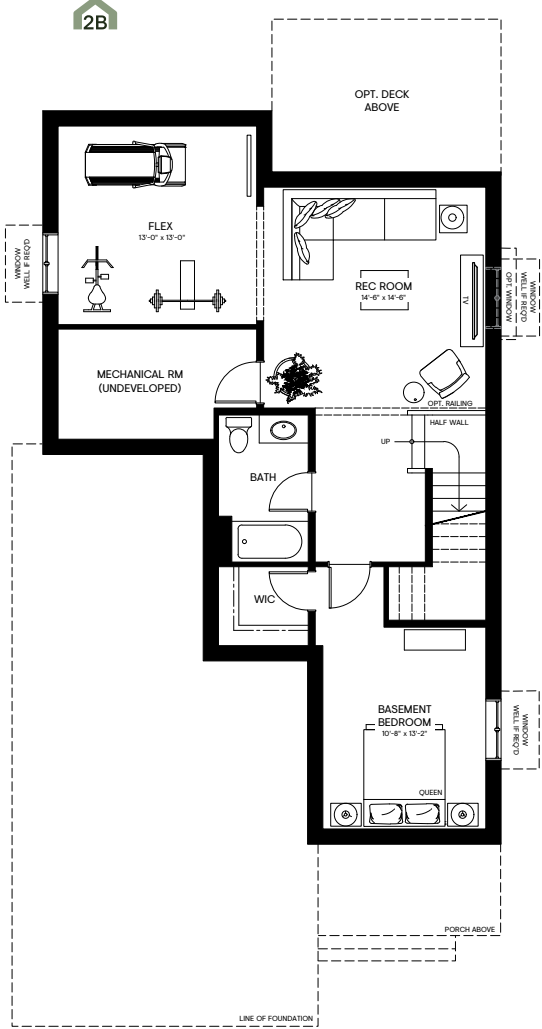 2B
OPT. DECK
ABOVE
FLEX
13'-0" x 13'-0"
WINDOW
WELL IF REQ'D
REC ROOM
14'-6" x 14'-6"
TV
OPT. WINDOW
WELL IF REQ'D
WINDOW
MECHANICAL RM
(UNDEVELOPED)
OPT. RAILING
HALF WALL
UP
BATH
WIC
BASEMENT
BEDROOM
10'-8" x 13'-2"
WINDOW
WELL IF REQ'D
QUEEN
PORCH ABOVE
LINE OF FOUNDATION